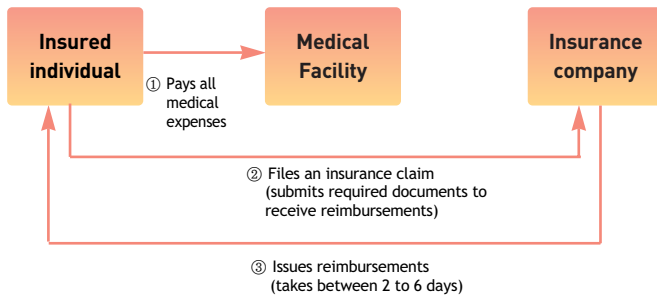 Insured
individual
Medical
Facility
Insurance
company
① Pays all
medical
expenses
② Files an insurance claim
(submits required documents to
receive reimbursements)
③ Issues reimbursements
(takes between 2 to 6 days)